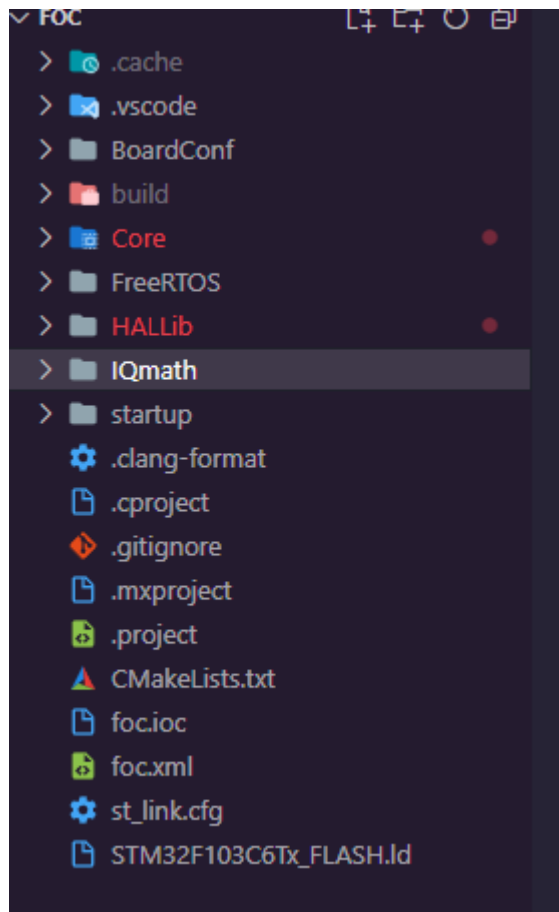 FOC
.cache
.vscode
BoardConf
build
Core
FreeRTOS
HALLib
IQmath
startup
.clang-format
.cproject
.gitignore
.mxproject
.project
CMakeLists.txt
foc.ioc
foc.xml
st_link.cfg
STM32F103C6Tx_FLASH.ld